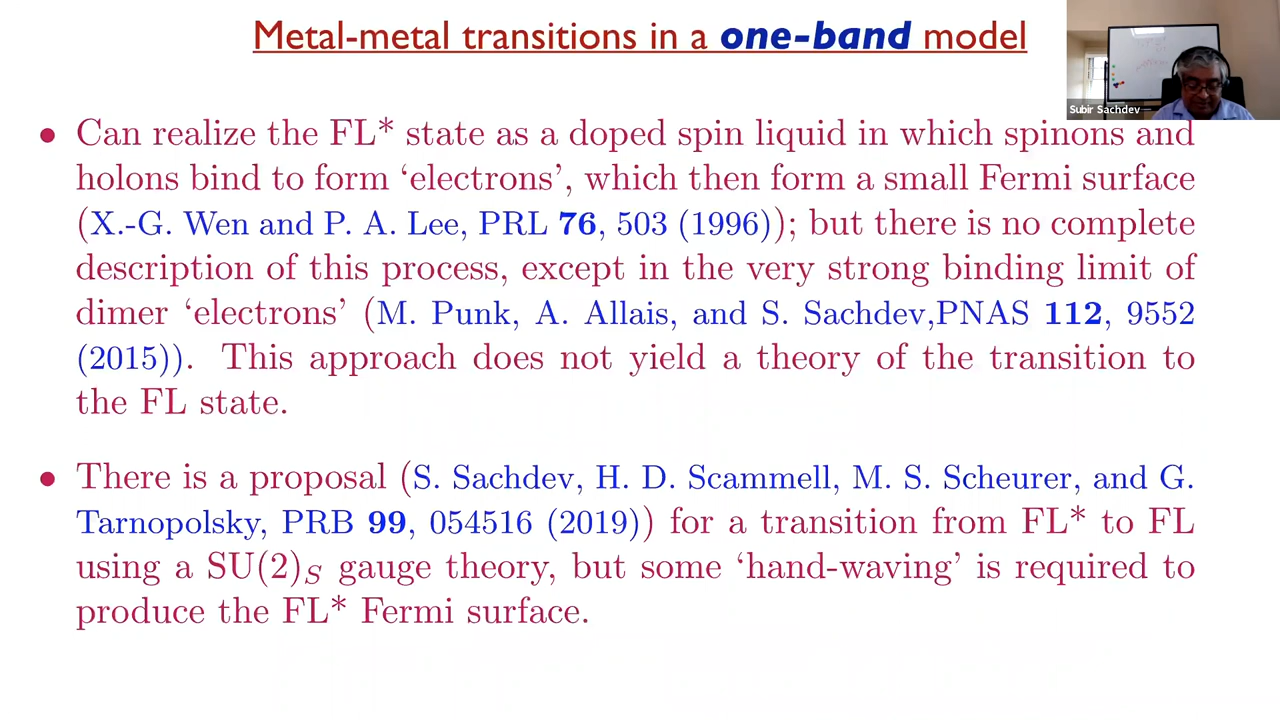 Metal-metal transitions in a one-band model
Subir Sachdev
• Can realize the FL* state as a doped spin liquid in which spinons and
holons bind to form ‘electrons’, which then form a small Fermi surface
(X.-G. Wen and P. A. Lee, PRL 76, 503 (1996)); but there is no complete
description of this process, except in the very strong binding limit of
dimer ‘electrons’ (M. Punk, A. Allais, and S. Sachdev,PNAS 112, 9552
(2015)). This approach does not yield a theory of the transition to
the FL state.
• There is a proposal (S. Sachdev, H. D. Scammell, M. S. Scheurer, and G.
Tarnopolsky, PRB 99, 054516 (2019)) for a transition from FL* to FL
using a SU(2)S gauge theory, but some ‘hand-waving’ is required to
produce the FL* Fermi surface.